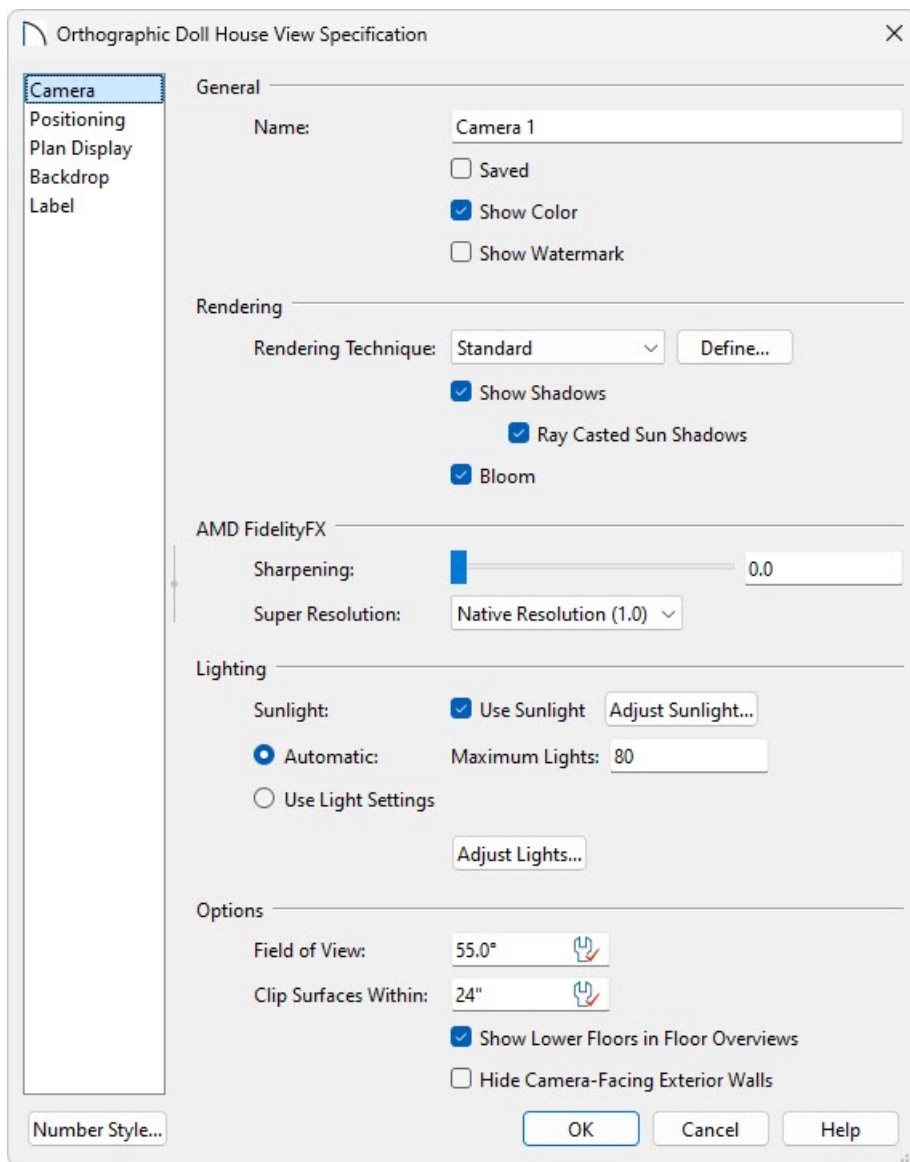 Orthographic Doll House View Specification
Camera
Positioning
Plan Display
Backdrop
Label
General
Name: Camera 1
Saved
Show Color
Show Watermark
Rendering
Rendering Technique: Standard Define...
Show Shadows
Ray Casted Sun Shadows
Bloom
AMD FidelityFX
Sharpening: 0.0
Super Resolution: Native Resolution (1.0)
Lighting
Sunlight: Use Sunlight Adjust Sunlight...
Automatic: Maximum Lights: 80
Use Light Settings
Adjust Lights...
Options
Field of View: 55.0°
Clip Surfaces Within: 24"
Show Lower Floors in Floor Overviews
Hide Camera-Facing Exterior Walls
Number Style... OK Cancel Help